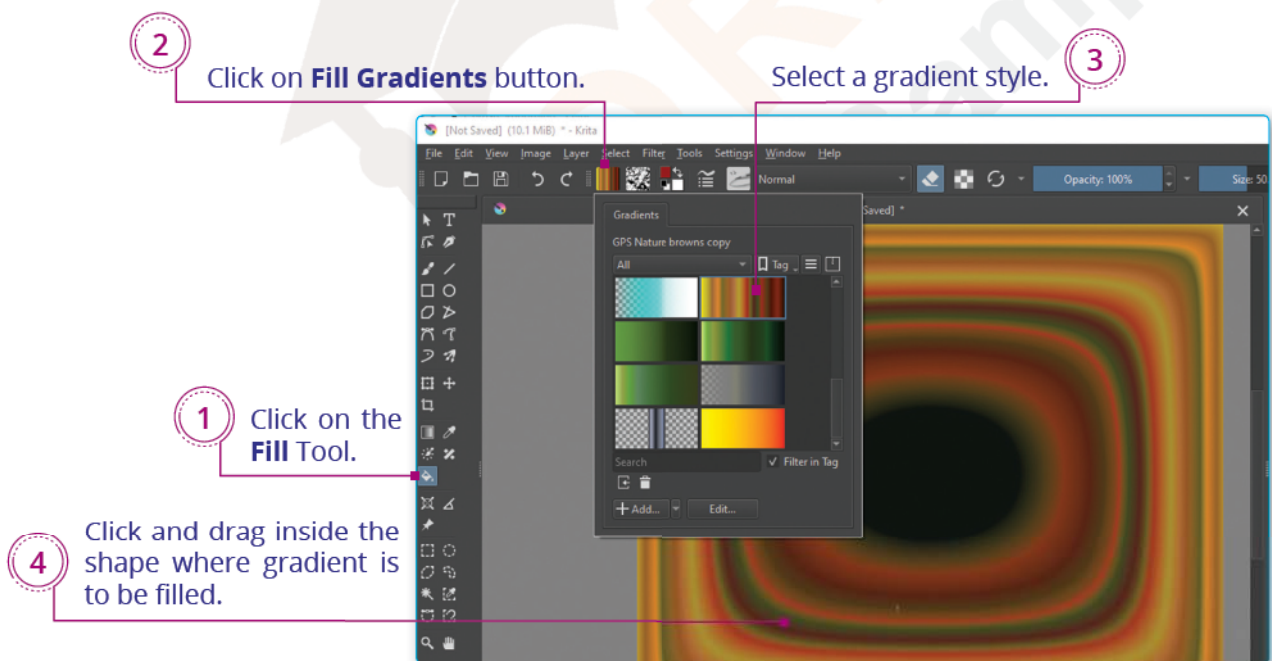 2
Click on Fill Gradients button.
3
Select a gradient style.
[Not Saved] (10.1 MiB) * - Krita
File Edit View Image Layer Select Filter Tools Settings Window Help
Normal
Opacity: 100%
Size: 50
Saved] *
Gradients
GPS Nature browns copy
All
Tag
Search
Filter in Tag
Add...
Edit...
1
Click on the
Fill Tool.
4
Click and drag inside the
shape where gradient is
to be filled.